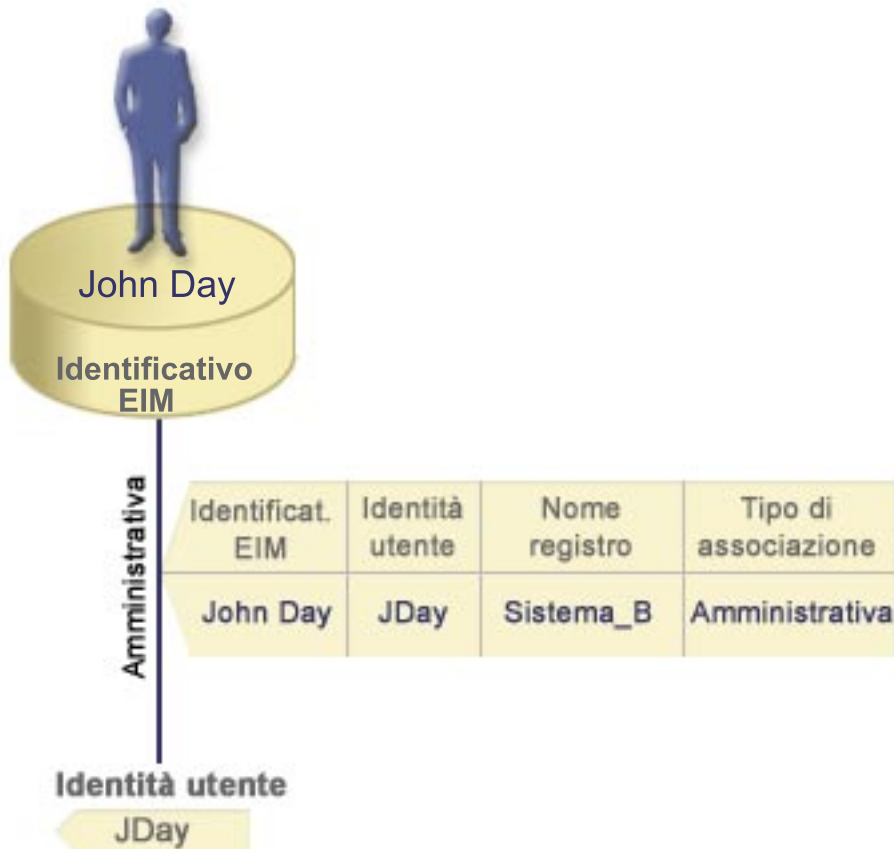 John Day
Identificativo
EIM
Amministrativa
Identificat. EIM | Identità utente | Nome registro | Tipo di associazione
John Day | JDay | Sistema_B | Amministrativa
Identità utente
JDay